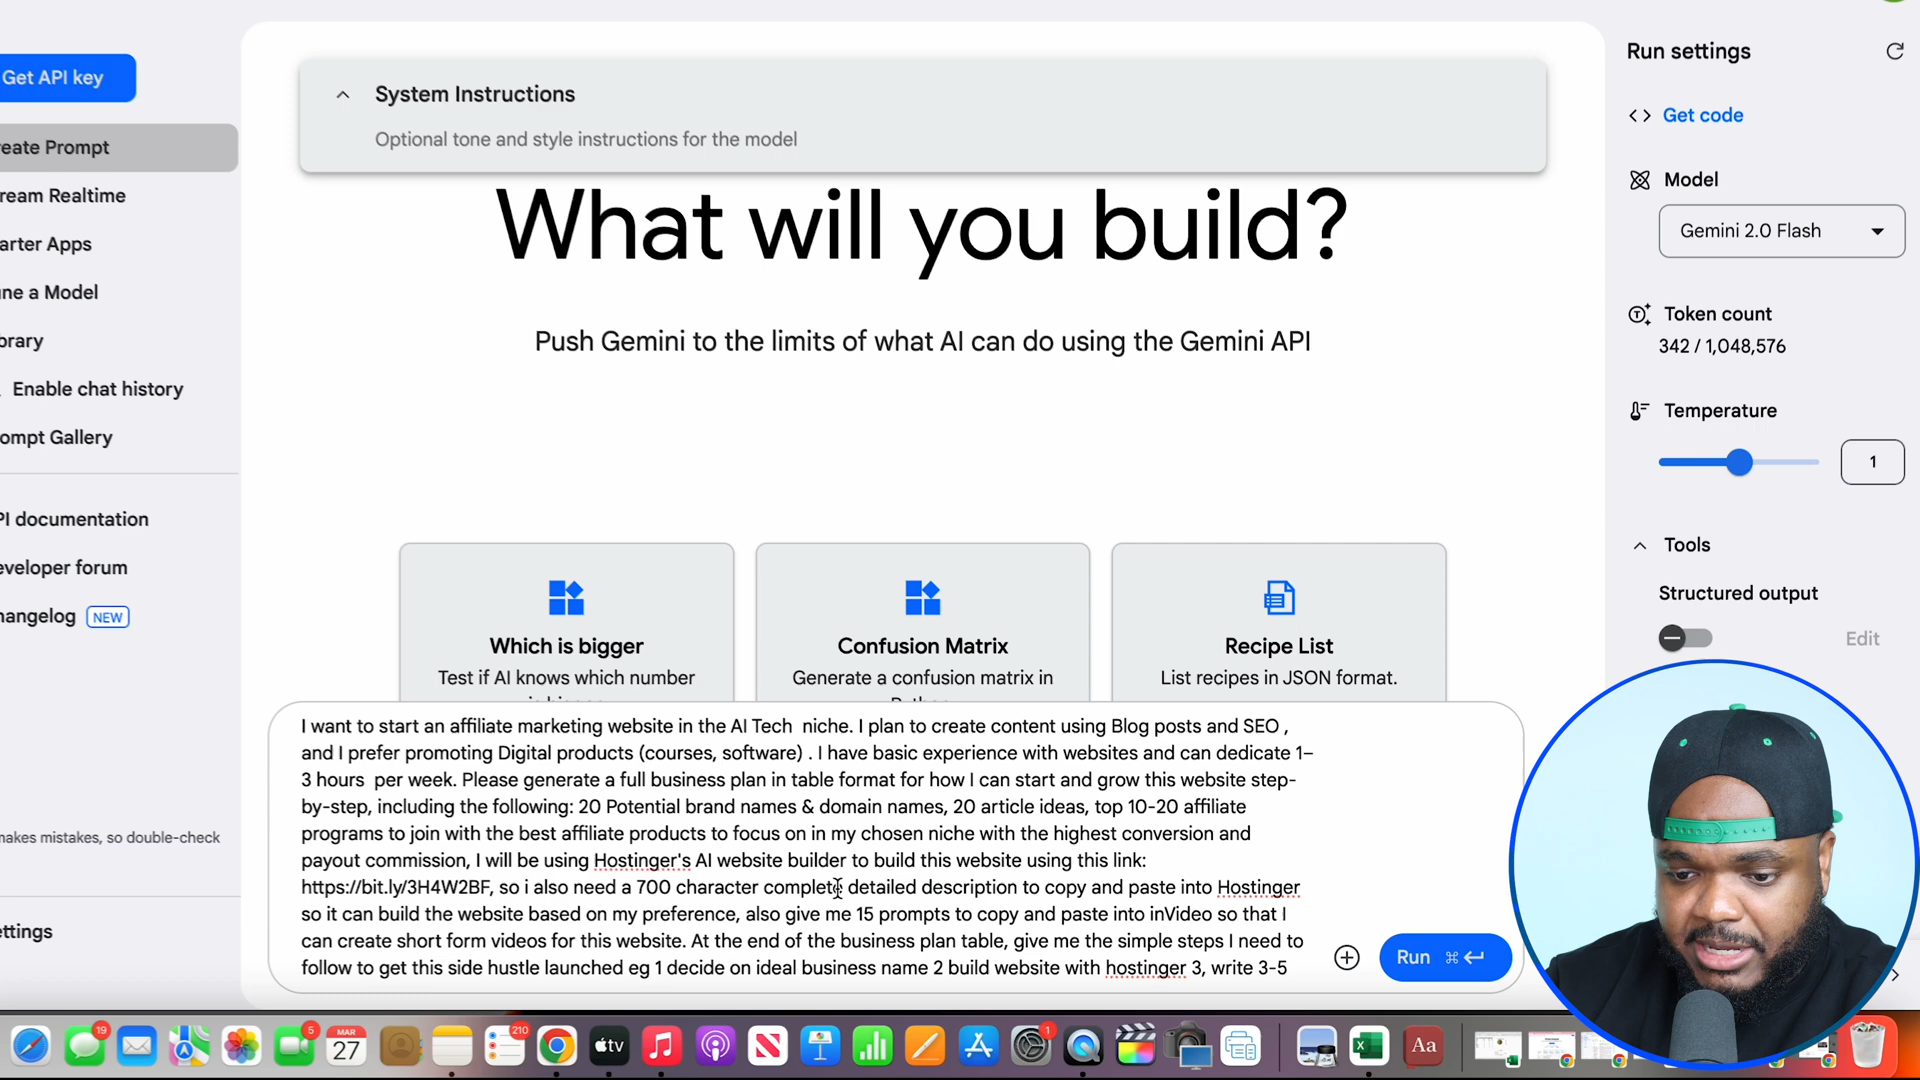 Get API key
System Instructions
Optional tone and style instructions for the model
Run settings
Get code
eate Prompt
ream Realtime
arter Apps
ne a Model
brary
Enable chat history
ompt Gallery
PI documentation
eveloper forum
hangelog NEW
makes mistakes, so double-check
ettings
What will you build?
Push Gemini to the limits of what AI can do using the Gemini API
Model
Gemini 2.0 Flash
Token count
342 / 1,048,576
Temperature
1
Tools
Structured output
Edit
Which is bigger
Test if AI knows which number
Confusion Matrix
Generate a confusion matrix in
Recipe List
List recipes in JSON format.
I want to start an affiliate marketing website in the AI Tech  niche. I plan to create content using Blog posts and SEO ,
and I prefer promoting Digital products (courses, software) . I have basic experience with websites and can dedicate 1–
3 hours  per week. Please generate a full business plan in table format for how I can start and grow this website step-
by-step, including the following: 20 Potential brand names & domain names, 20 article ideas, top 10-20 affiliate
programs to join with the best affiliate products to focus on in my chosen niche with the highest conversion and
payout commission, I will be using Hostinger's AI website builder to build this website using this link:
https://bit.ly/3H4W2BF, so i also need a 700 character complete detailed description to copy and paste into Hostinger
so it can build the website based on my preference, also give me 15 prompts to copy and paste into inVideo so that I
can create short form videos for this website. At the end of the business plan table, give me the simple steps I need to
follow to get this side hustle launched eg 1 decide on ideal business name 2 build website with hostinger 3, write 3-5
Run ⌘ ↵
19
5
MAR
27
210
tv
1
Aa